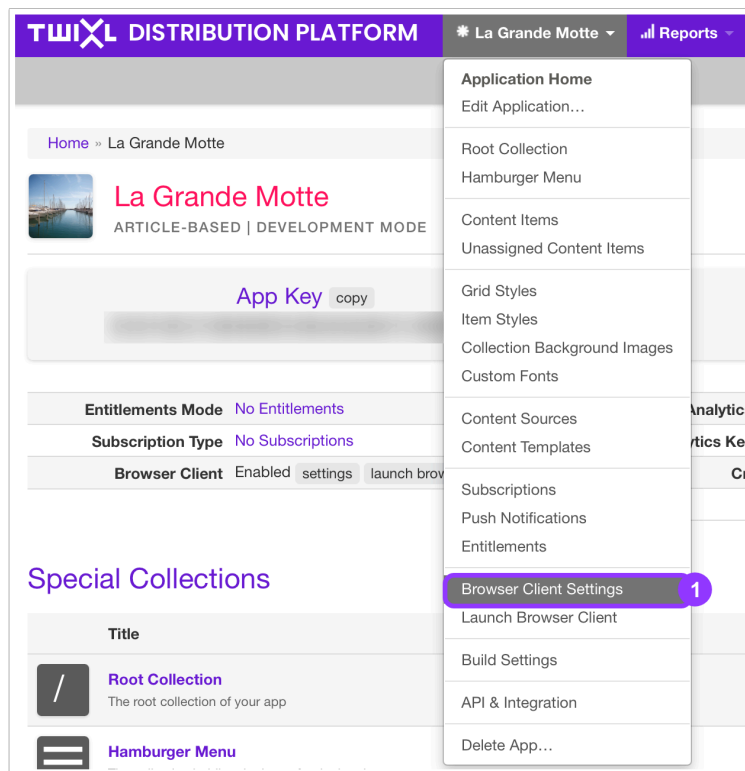 TWIXL DISTRIBUTION PLATFORM
La Grande Motte
Reports
Application Home
Edit Application…
Root Collection
Hamburger Menu
Content Items
Unassigned Content Items
Grid Styles
Item Styles
Collection Background Images
Custom Fonts
Content Sources
Content Templates
Subscriptions
Push Notifications
Entitlements
Browser Client Settings
1
Launch Browser Client
Build Settings
API & Integration
Delete App…
Home » La Grande Motte
La Grande Motte
ARTICLE-BASED | DEVELOPMENT MODE
App Key copy
Entitlements Mode No Entitlements
Subscription Type No Subscriptions
Browser Client Enabled settings launch
Special Collections
Title
/
Root Collection
The root collection of your app
Hamburger Menu